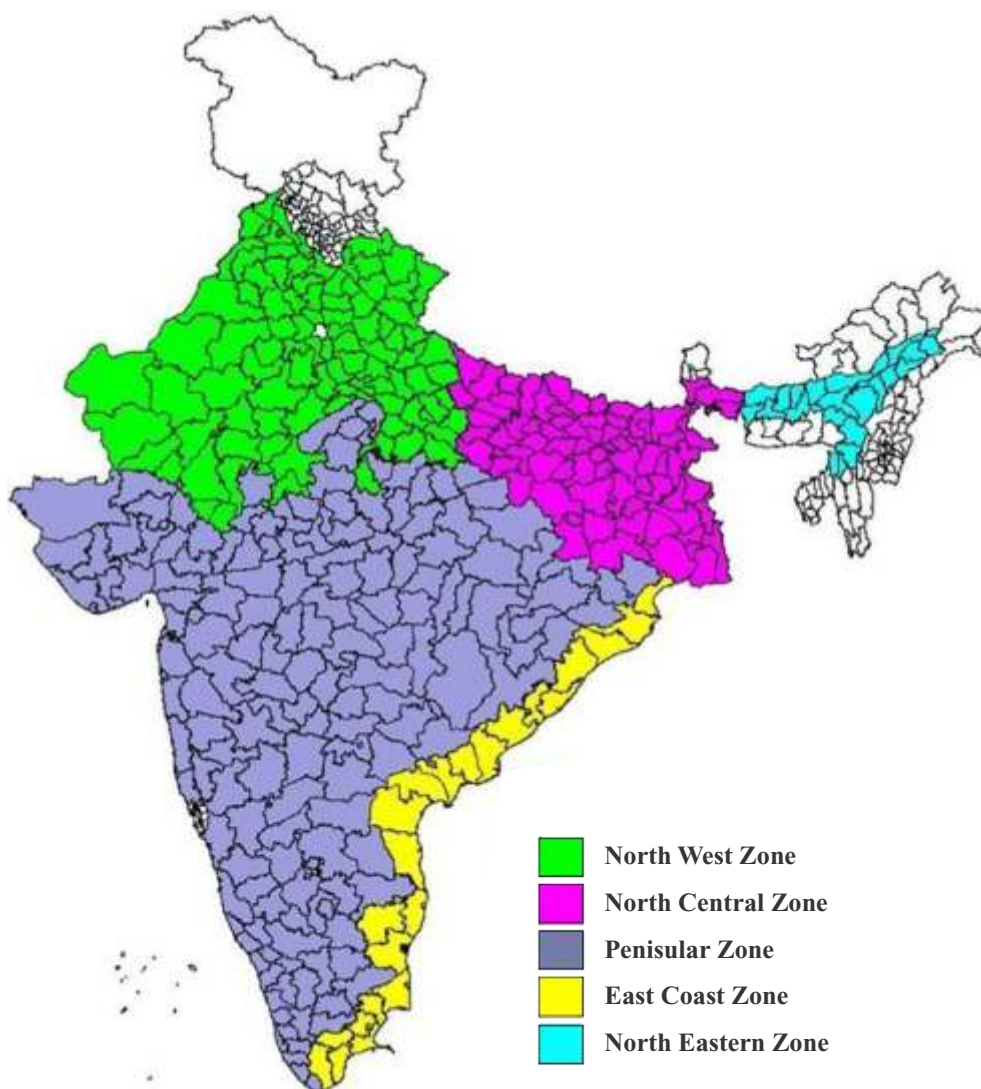 North West Zone
North Central Zone
Penisular Zone
East Coast Zone
North Eastern Zone